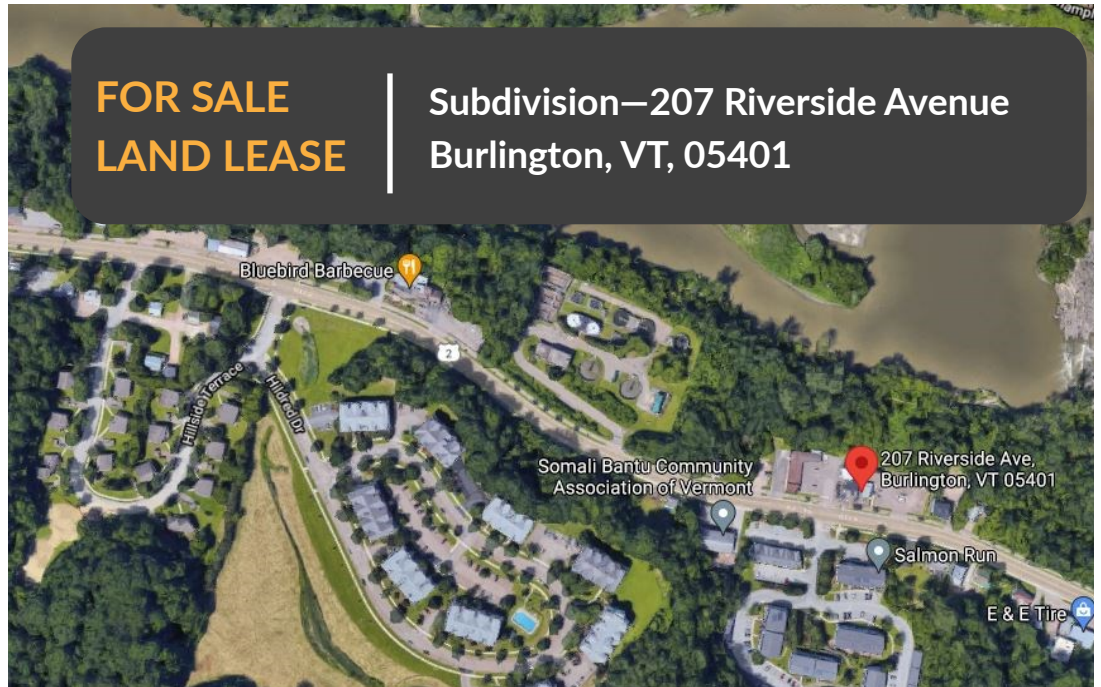 FOR SALE
LAND LEASE
Subdivision—207 Riverside Avenue
Burlington, VT, 05401
Bluebird Barbecue
2
Hillside Terrace
Hildred Dr
Somali Bantu Community
Association of Vermont
207 Riverside Ave,
Burlington, VT 05401
Salmon Run
E & E Tire